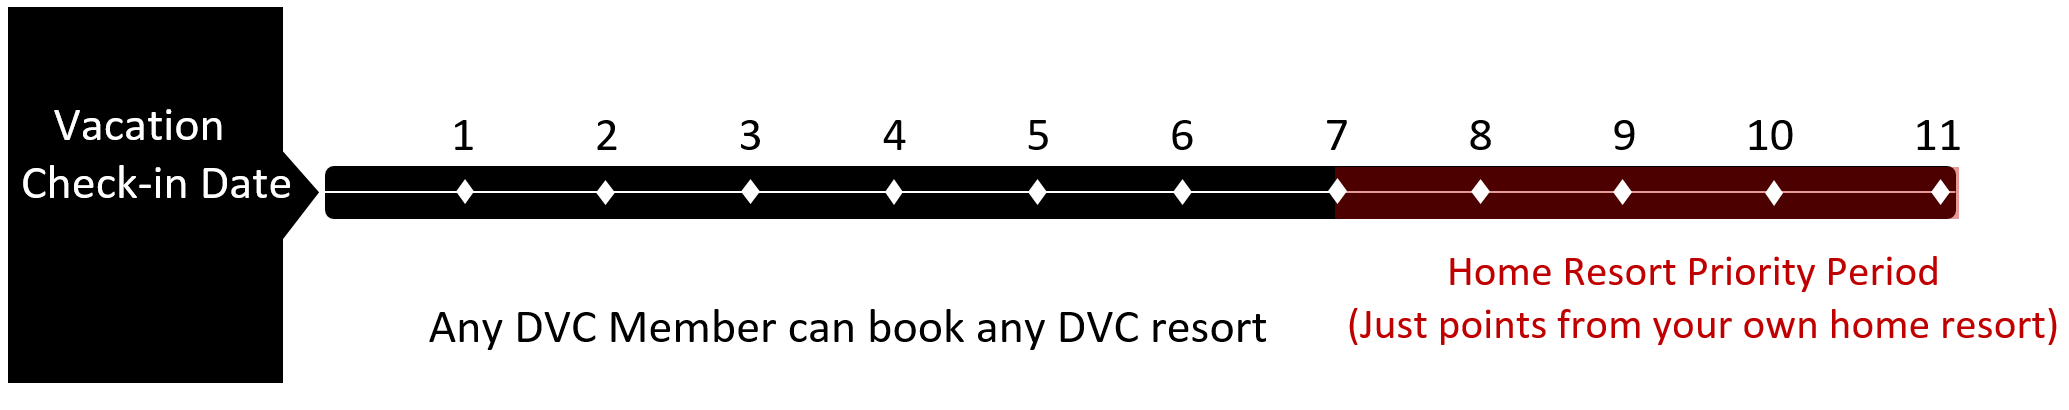 Vacation
Check-in Date
1 2 3 4 5 6 7 8 9 10 11
Home Resort Priority Period
(Just points from your own home resort)
Any DVC Member can book any DVC resort